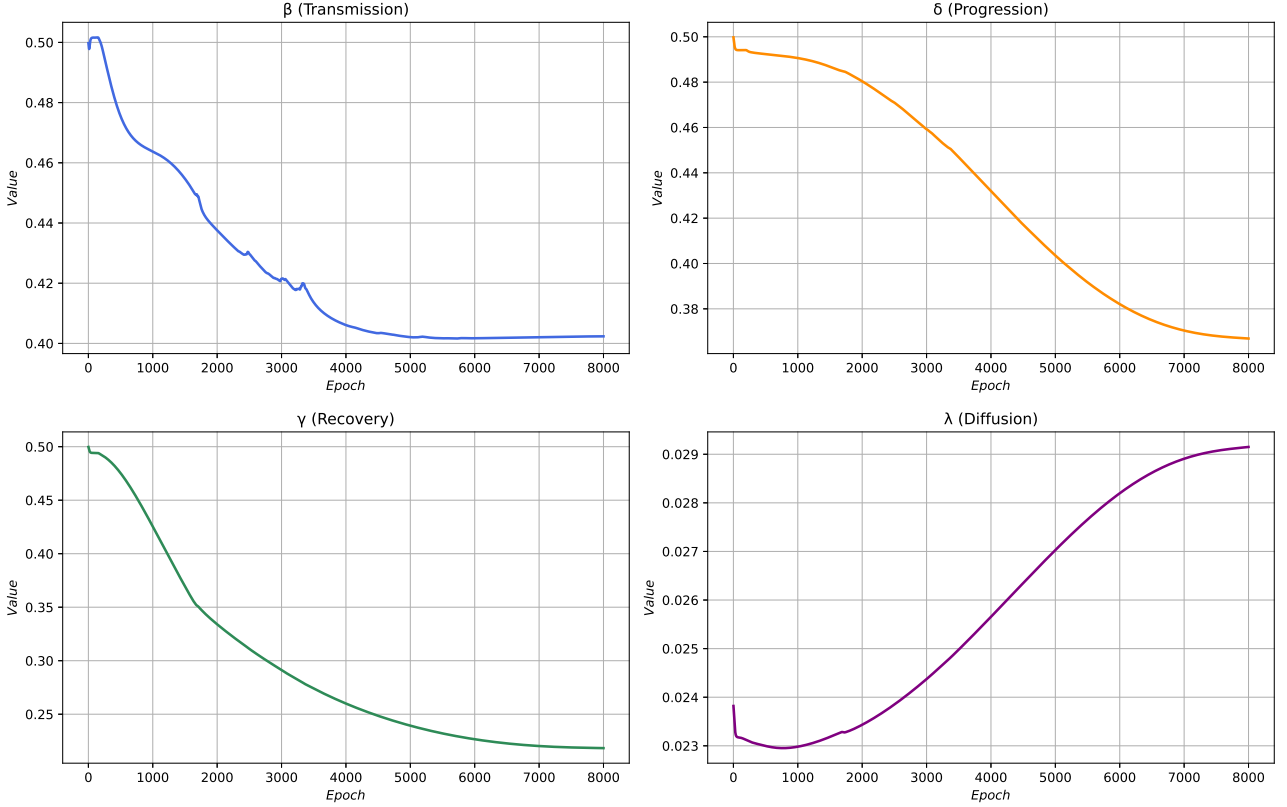 β (Transmission)
Value
0.50
0.48
0.46
0.44
0.42
0.40
0 1000 2000 3000 4000 5000 6000 7000 8000
Epoch
δ (Progression)
Value
0.50
0.48
0.46
0.44
0.42
0.40
0.38
0 1000 2000 3000 4000 5000 6000 7000 8000
Epoch
γ (Recovery)
Value
0.50
0.45
0.40
0.35
0.30
0.25
0 1000 2000 3000 4000 5000 6000 7000 8000
Epoch
λ (Diffusion)
Value
0.029
0.028
0.027
0.026
0.025
0.024
0.023
0 1000 2000 3000 4000 5000 6000 7000 8000
Epoch